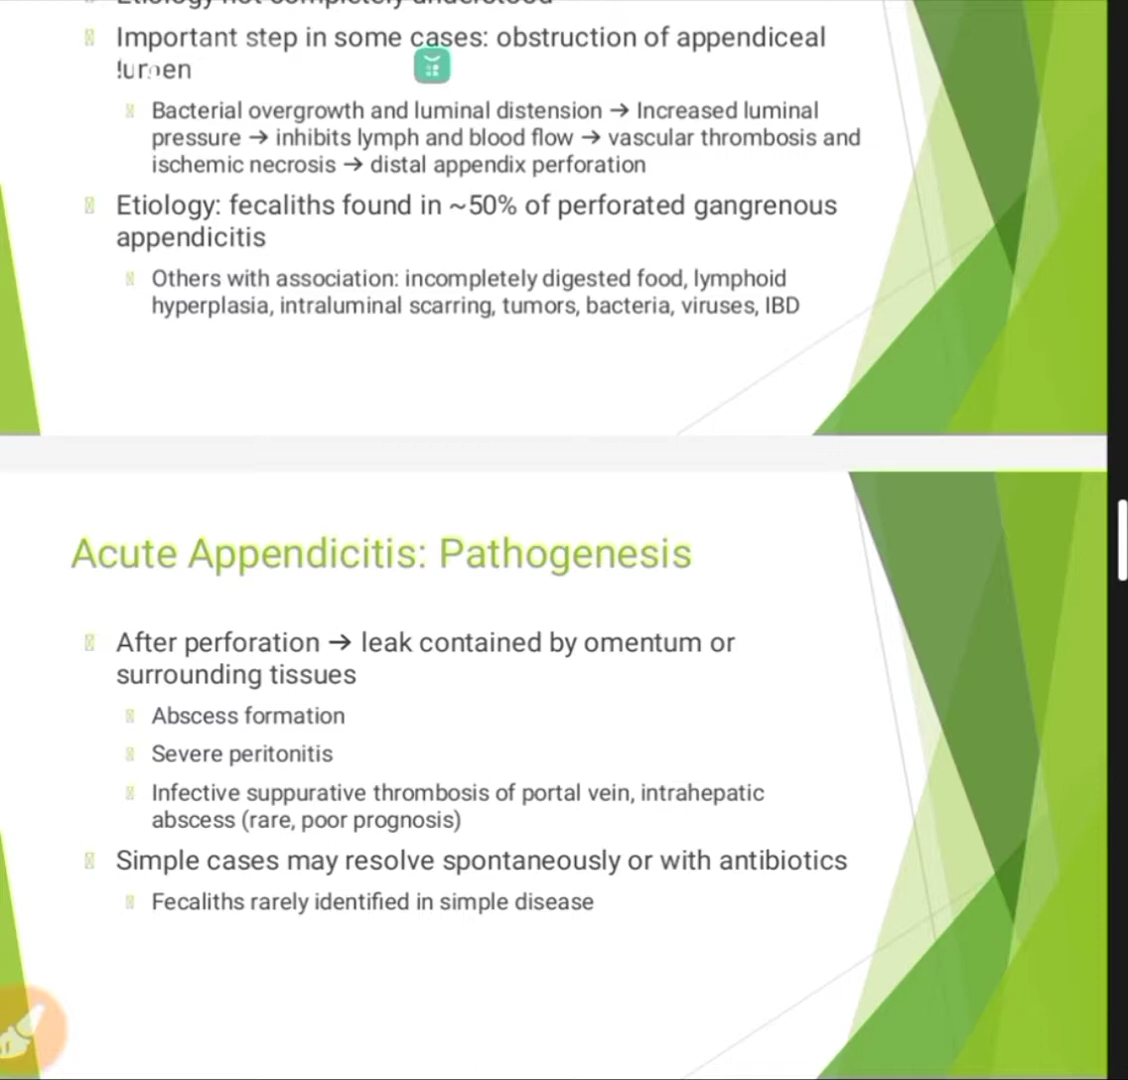 Etiology not completely understood
Important step in some cases: obstruction of appendiceal
lumen
Bacterial overgrowth and luminal distension → Increased luminal
pressure → inhibits lymph and blood flow → vascular thrombosis and
ischemic necrosis → distal appendix perforation
Etiology: fecaliths found in ~50% of perforated gangrenous
appendicitis
Others with association: incompletely digested food, lymphoid
hyperplasia, intraluminal scarring, tumors, bacteria, viruses, IBD
Acute Appendicitis: Pathogenesis
After perforation → leak contained by omentum or
surrounding tissues
Abscess formation
Severe peritonitis
Infective suppurative thrombosis of portal vein, intrahepatic
abscess (rare, poor prognosis)
Simple cases may resolve spontaneously or with antibiotics
Fecaliths rarely identified in simple disease